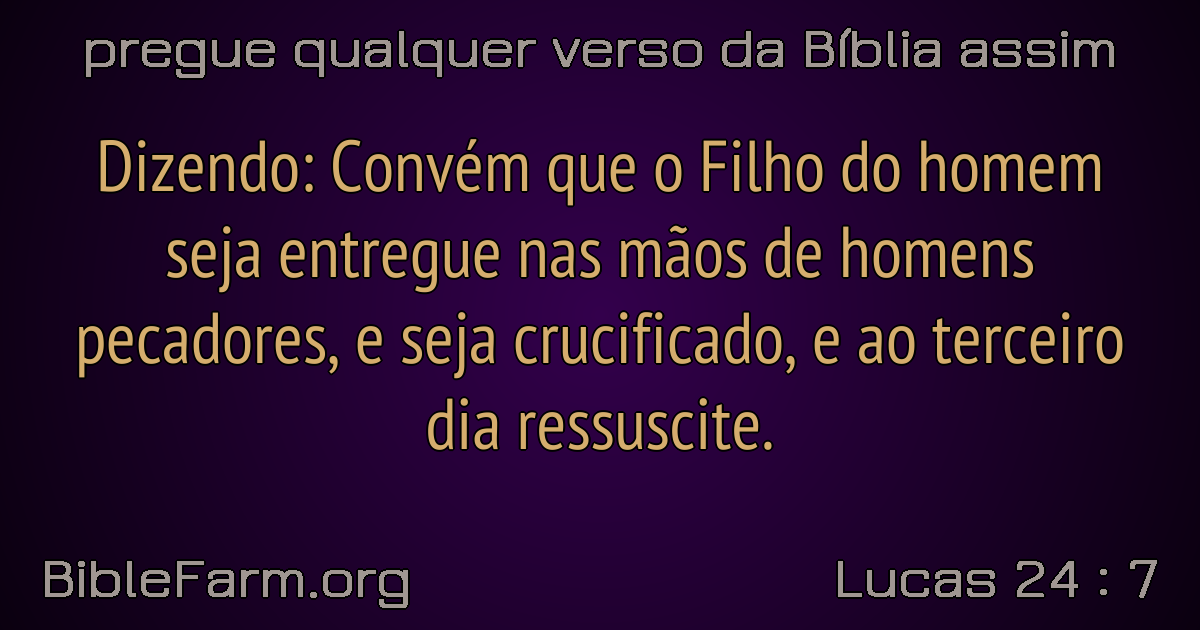 pregue qualquer verso da Bíblia assim
Dizendo: Convém que o Filho do homem
seja entregue nas mãos de homens
pecadores, e seja crucificado, e ao terceiro
dia ressuscite.
BibleFarm.org
Lucas 24 : 7